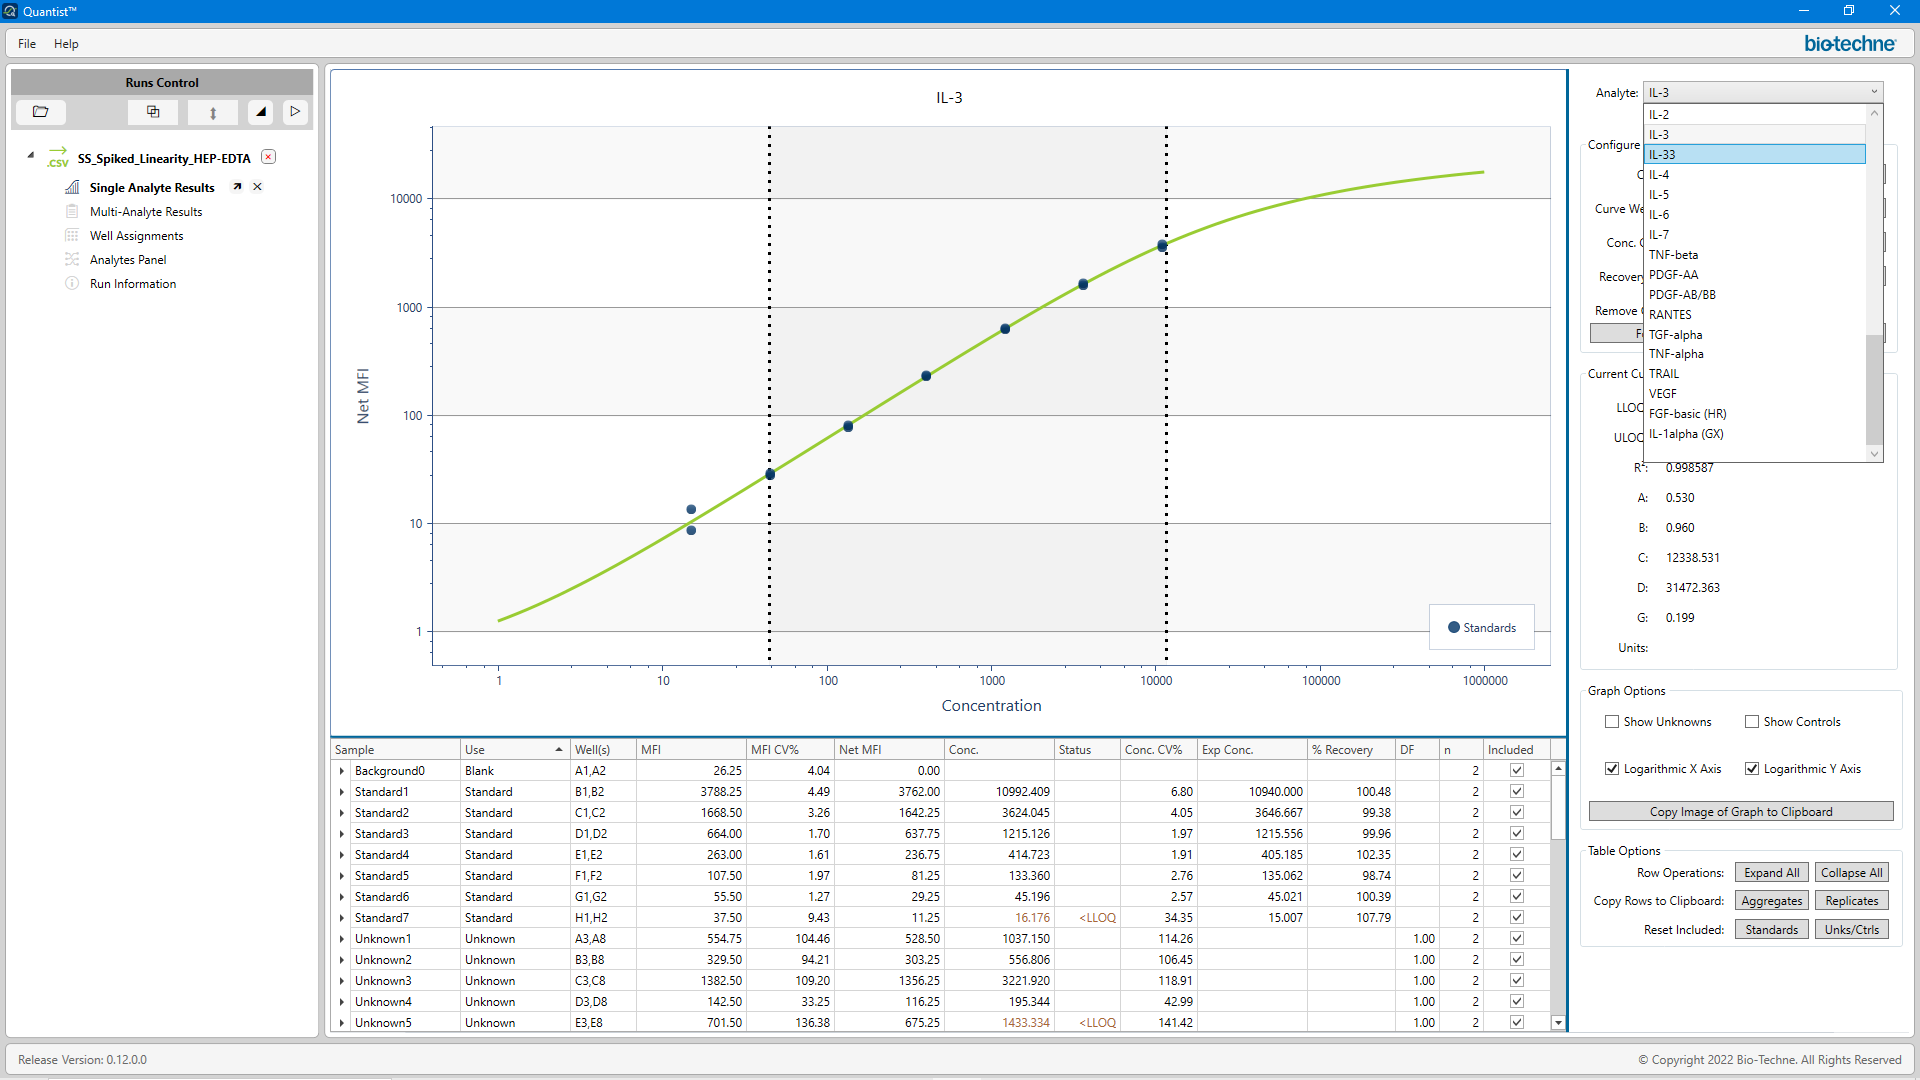 Quantist™
File Help
bio-techne
Runs Control
.CSV SS_Spiked_Linearity_HEP-EDTA
Single Analyte Results
Multi-Analyte Results
Well Assignments
Analytes Panel
Run Information
IL-3
Net MFI
10000
1000
100
10
1
1 10 100 1000 10000 100000 1000000
Concentration
Standards
Analyte: IL-3
IL-2
IL-3
IL-33
IL-4
IL-5
IL-6
IL-7
TNF-beta
PDGF-AA
PDGF-AB/BB
RANTES
TGF-alpha
TNF-alpha
TRAIL
VEGF
FGF-basic (HR)
IL-1alpha (GX)
Configure
C
Curve We
Conc. C
Recovery
Remove
F
Current Cu
LLOQ
ULOQ
R²: 0.998587
A: 0.530
B: 0.960
C: 12338.531
D: 31472.363
G: 0.199
Units:
Graph Options
Show Unknowns Show Controls
Logarithmic X Axis Logarithmic Y Axis
Copy Image of Graph to Clipboard
Table Options
Row Operations: Expand All Collapse All
Copy Rows to Clipboard: Aggregates Replicates
Reset Included: Standards Unks/Ctrls
Sample Use Well(s) MFI MFI CV% Net MFI Conc. Status Conc. CV% Exp Conc. % Recovery DF n Included
Background0 Blank A1,A2 26.25 4.04 0.00 2
Standard1 Standard B1,B2 3788.25 4.49 3762.00 10992.409 6.80 10940.000 100.48 2
Standard2 Standard C1,C2 1668.50 3.26 1642.25 3624.045 4.05 3646.667 99.38 2
Standard3 Standard D1,D2 664.00 1.70 637.75 1215.126 1.97 1215.556 99.96 2
Standard4 Standard E1,E2 263.00 1.61 236.75 414.723 1.91 405.185 102.35 2
Standard5 Standard F1,F2 107.50 1.97 81.25 133.360 2.76 135.062 98.74 2
Standard6 Standard G1,G2 55.50 1.27 29.25 45.196 2.57 45.021 100.39 2
Standard7 Standard H1,H2 37.50 9.43 11.25 16.176 <LLOQ 34.35 15.007 107.79 2
Unknown1 Unknown A3,A8 554.75 104.46 528.50 1037.150 114.26 1.00 2
Unknown2 Unknown B3,B8 329.50 94.21 303.25 556.806 106.45 1.00 2
Unknown3 Unknown C3,C8 1382.50 109.20 1356.25 3221.920 118.91 1.00 2
Unknown4 Unknown D3,D8 142.50 33.25 116.25 195.344 42.99 1.00 2
Unknown5 Unknown E3,E8 701.50 136.38 675.25 1433.334 <LLOQ 141.42 1.00 2
Release Version: 0.12.0.0
© Copyright 2022 Bio-Techne. All Rights Reserved